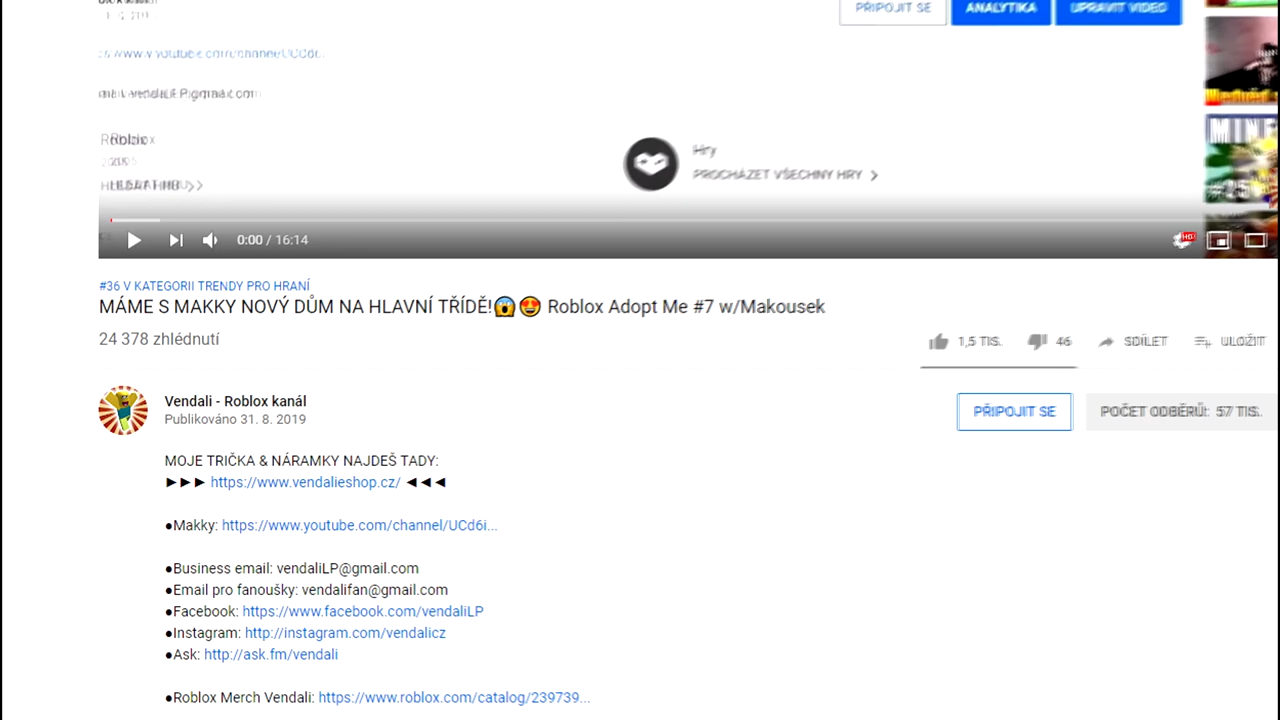 PŘIPOJIT SE
ANALYTIKA
UPRAVIT VIDEO
Roblox
Hry
PROCHÁZET VŠECHNY HRY
0:00 / 16:14
HD
#36 V KATEGORII TRENDY PRO HRANÍ
MÁME S MAKKY NOVÝ DŮM NA HLAVNÍ TŘÍDĚ!😱😍 Roblox Adopt Me #7 w/Makousek
24 378 zhlédnutí
1,5 TIS.
46
SDÍLET
ULOŽIT
Vendali - Roblox kanál
Publikováno 31. 8. 2019
PŘIPOJIT SE
POČET ODBĚRŮ: 57 TIS.
MOJE TRIČKA & NÁRAMKY NAJDEŠ TADY:
►►► https://www.vendalieshop.cz/ ◄◄◄
●Makky: https://www.youtube.com/channel/UCd6i...
●Business email: vendaliLP@gmail.com
●Email pro fanoušky: vendalifan@gmail.com
●Facebook: https://www.facebook.com/vendaliLP
●Instagram: http://instagram.com/vendalicz
●Ask: http://ask.fm/vendali
●Roblox Merch Vendali: https://www.roblox.com/catalog/239739...